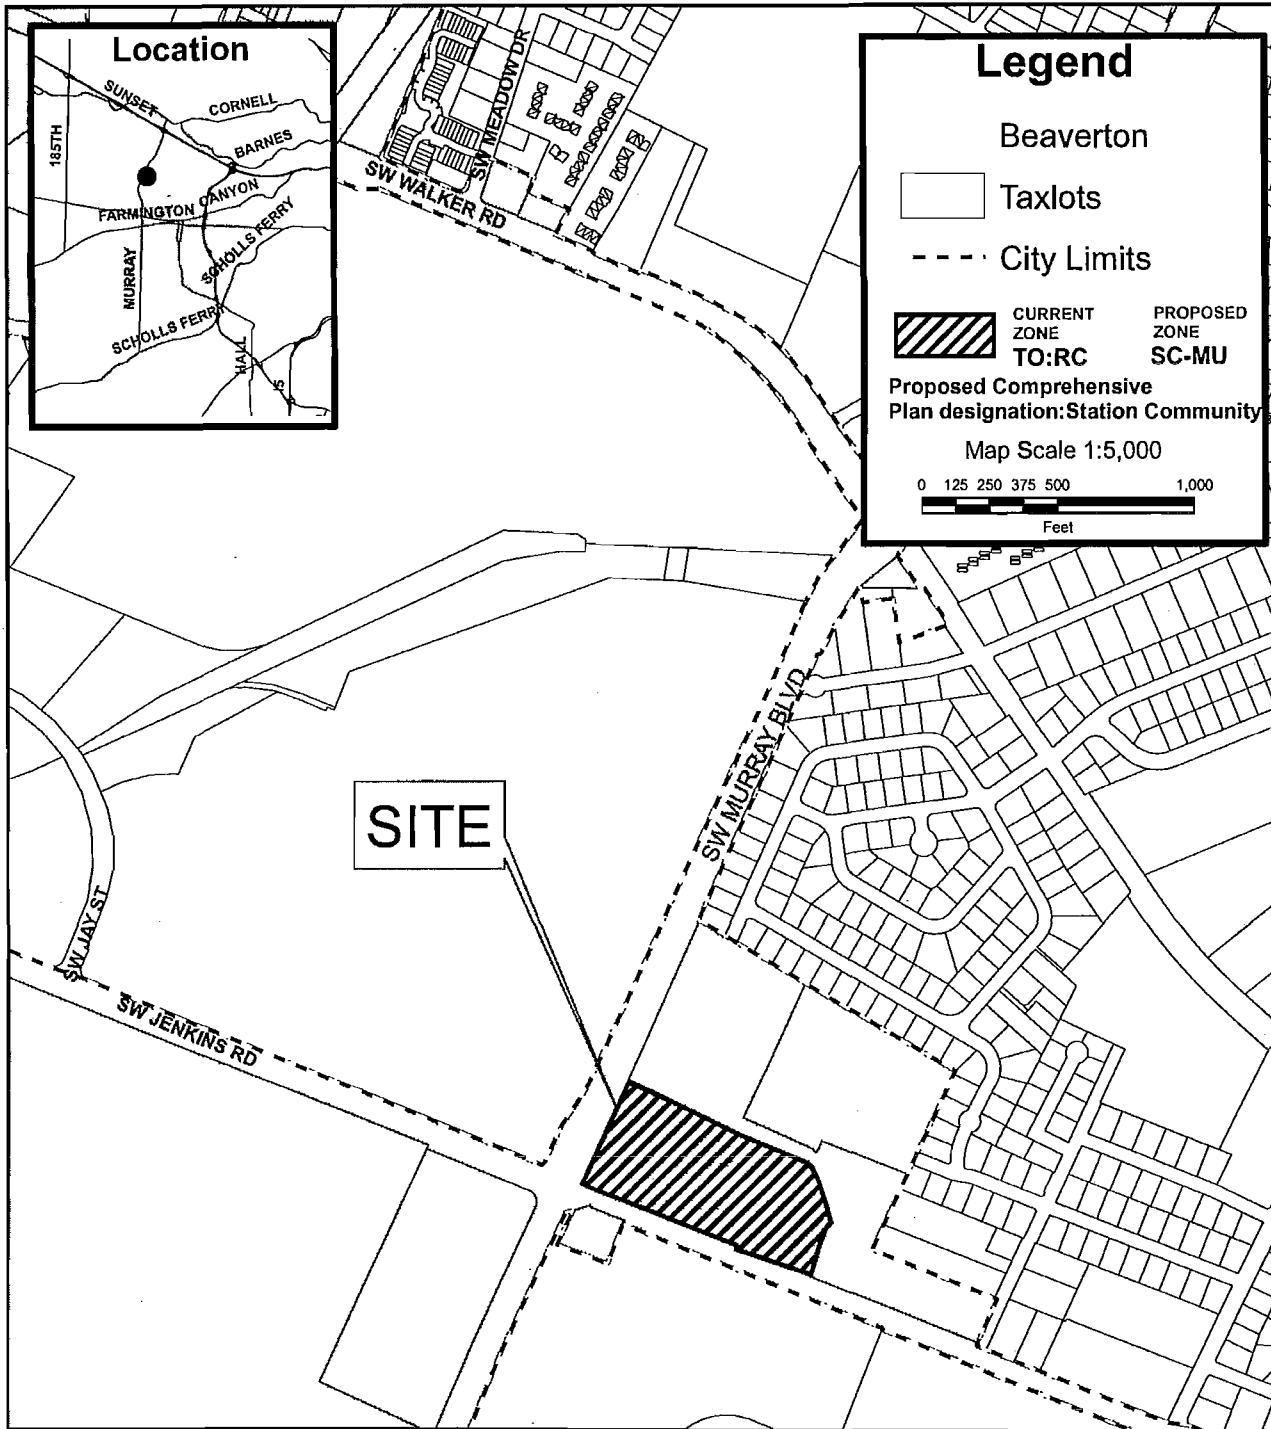 Location
SUNSET
CORNELL
185TH
BARNES
CANYON
FARMINGTON
SCHOLLS FERRY
MURRAY
SCHOLLS FERRY
HALL
I5
SW MEADOW DR
SW WALKER RD
Legend
Beaverton
Taxlots
City Limits
CURRENT ZONE
TO:RC
PROPOSED ZONE
SC-MU
Proposed Comprehensive
Plan designation:Station Community
Map Scale 1:5,000
0 125 250 375 500 1,000
Feet
SW MURRAY BLVD
SITE
SW JAY ST
SW JENKINS RD